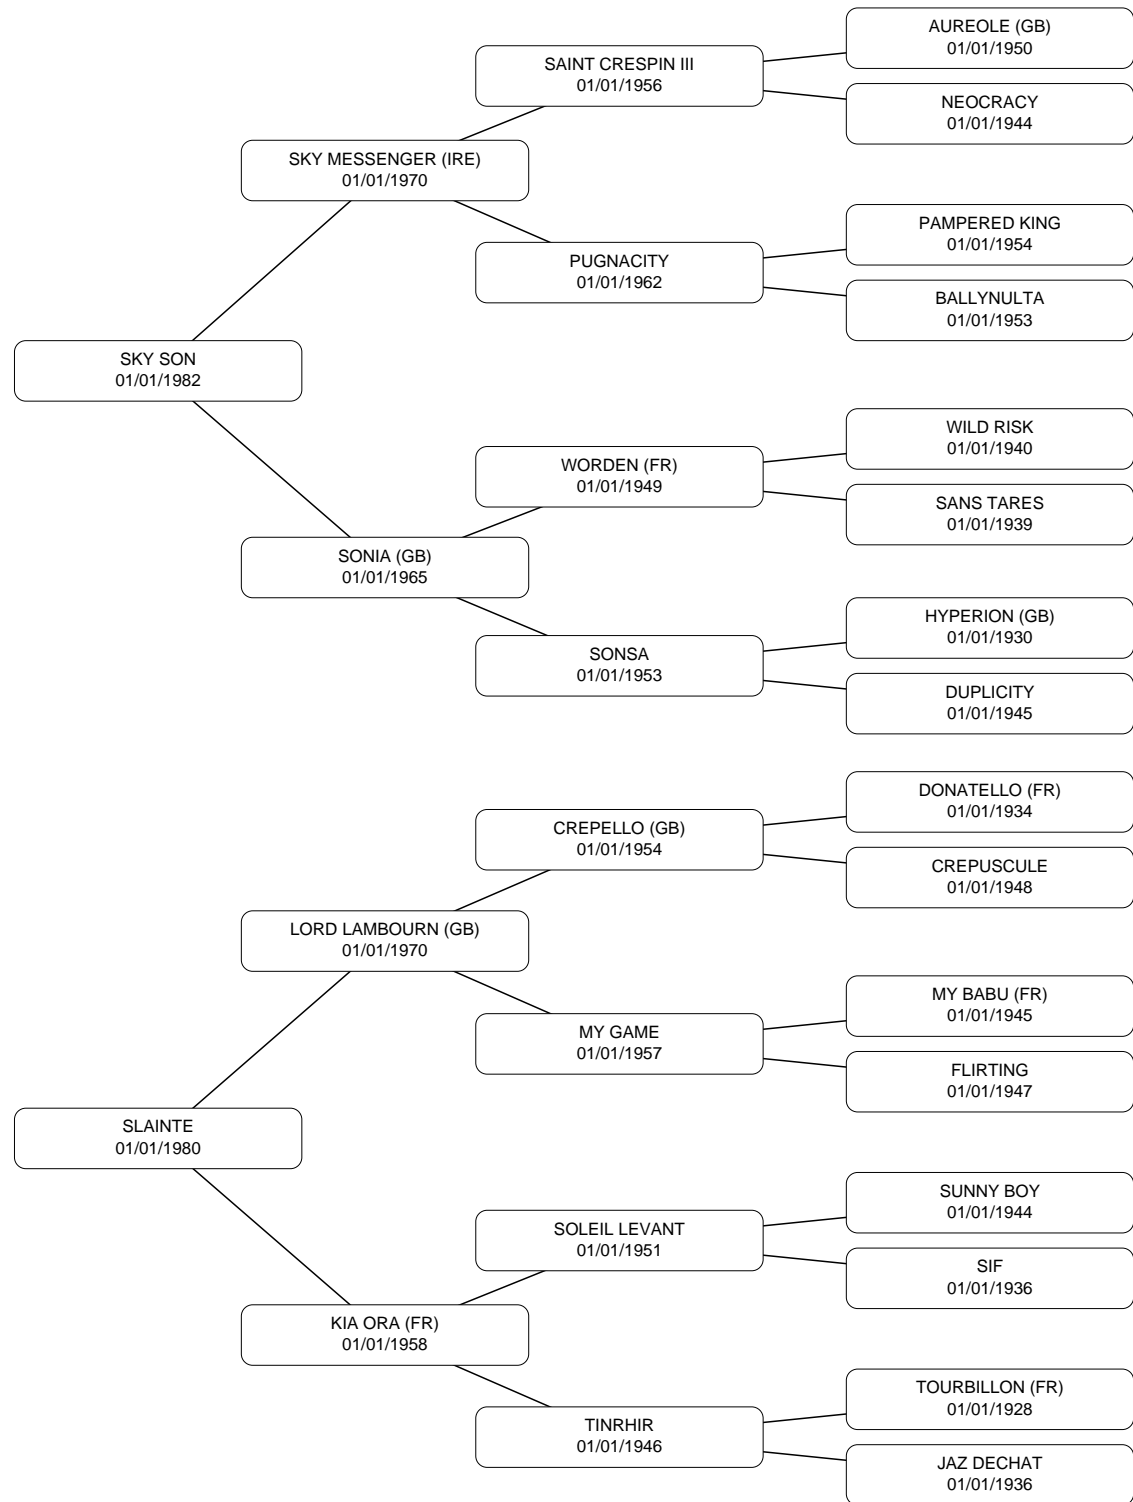 AUREOLE (GB)
01/01/1950
SAINT CRESPIN III
01/01/1956
NEOCRACY
01/01/1944
SKY MESSENGER (IRE)
01/01/1970
PAMPERED KING
01/01/1954
PUGNACITY
01/01/1962
BALLYNULTA
01/01/1953
SKY SON
01/01/1982
WILD RISK
01/01/1940
WORDEN (FR)
01/01/1949
SANS TARES
01/01/1939
SONIA (GB)
01/01/1965
HYPERION (GB)
01/01/1930
SONSA
01/01/1953
DUPLICITY
01/01/1945
DONATELLO (FR)
01/01/1934
CREPELLO (GB)
01/01/1954
CREPUSCULE
01/01/1948
LORD LAMBOURN (GB)
01/01/1970
MY BABU (FR)
01/01/1945
MY GAME
01/01/1957
FLIRTING
01/01/1947
SLAINTE
01/01/1980
SUNNY BOY
01/01/1944
SOLEIL LEVANT
01/01/1951
SIF
01/01/1936
KIA ORA (FR)
01/01/1958
TOURBILLON (FR)
01/01/1928
TINRHIR
01/01/1946
JAZ DECHAT
01/01/1936